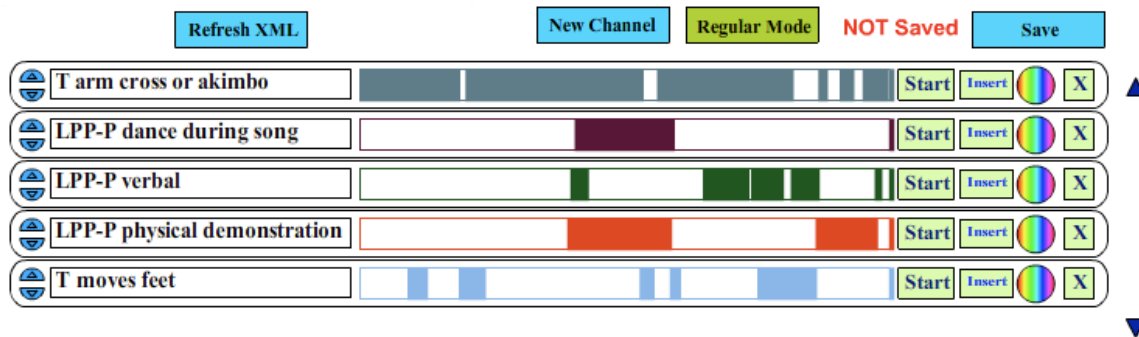 Refresh XML New Channel Regular Mode NOT Saved Save
T arm cross or akimbo Start Insert X
LPP-P dance during song Start Insert X
LPP-P verbal Start Insert X
LPP-P physical demonstration Start Insert X
T moves feet Start Insert X